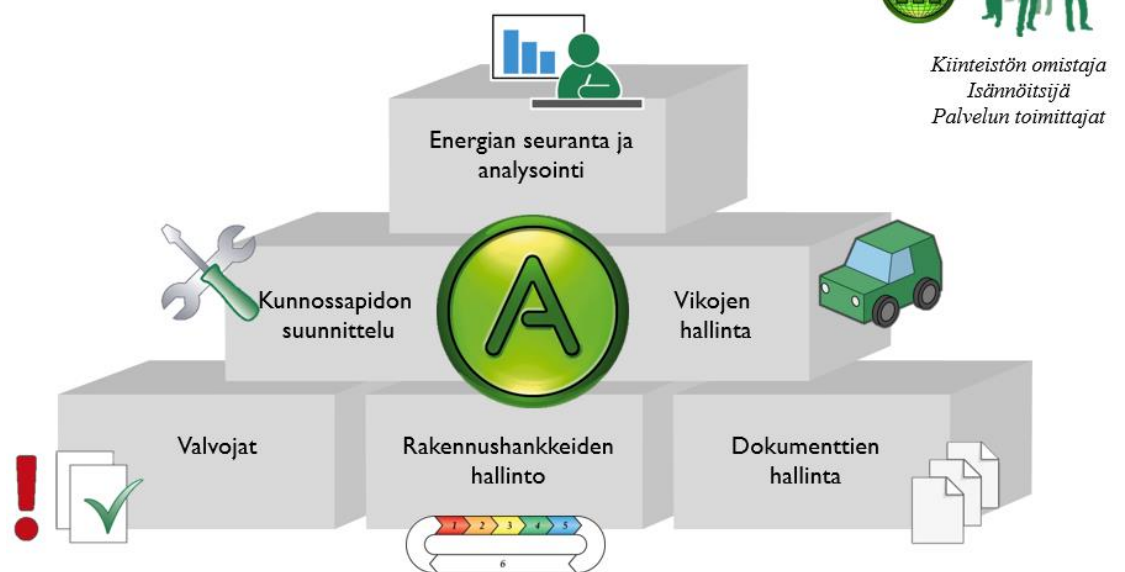 Kiinteistön omistaja
Isännöitsijä
Palvelun toimittajat
Energian seuranta ja
analysointi
A
Kunnossapidon
suunnittelu
Vikojen
hallinta
Valvojat
Rakennushankkeiden
hallinto
Dokumenttien
hallinta
!
1 2 3 4 5
6